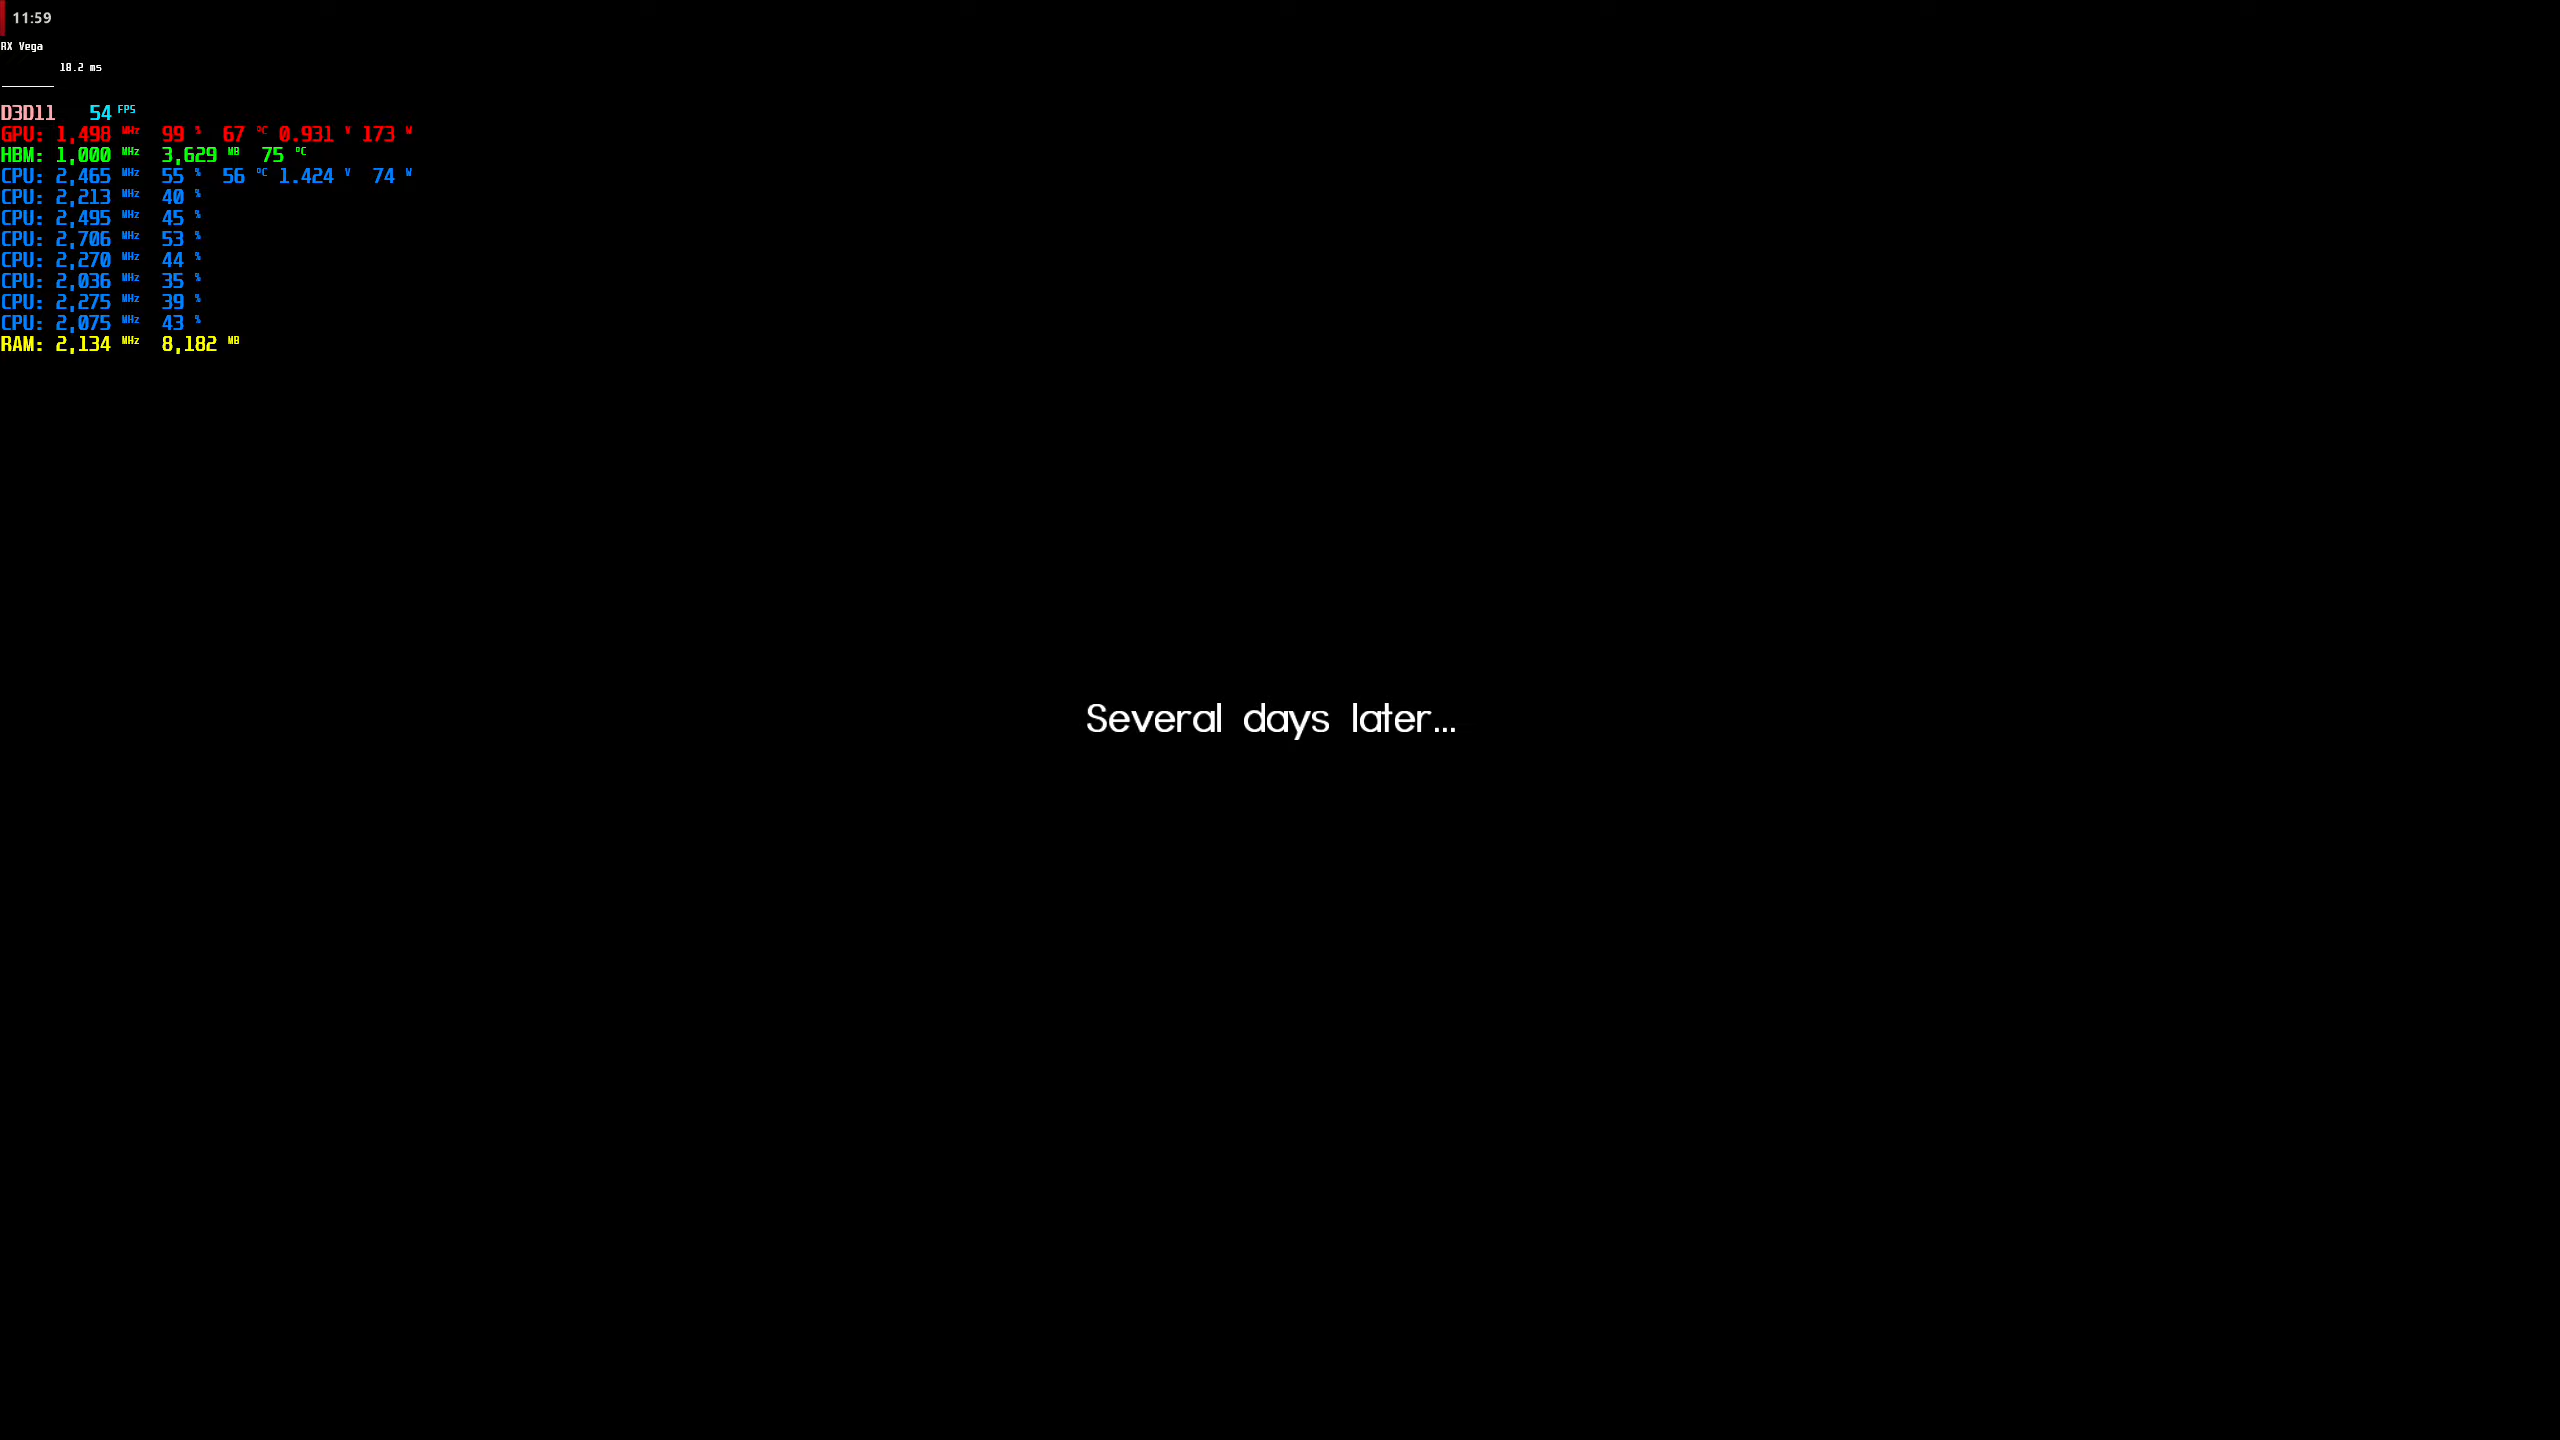 11:59
RX Vega
18.2 ms
D3D11 54 FPS
GPU: 1,498 MHz 99 % 67 °C 0.931 V 173 W
HBM: 1,000 MHz 3,629 MB 75 °C
CPU: 2,465 MHz 55 % 56 °C 1.424 V 74 W
CPU: 2,213 MHz 40 %
CPU: 2,495 MHz 45 %
CPU: 2,706 MHz 53 %
CPU: 2,270 MHz 44 %
CPU: 2,036 MHz 35 %
CPU: 2,275 MHz 39 %
CPU: 2,075 MHz 43 %
RAM: 2,134 MHz 8,182 MB
Several days later...